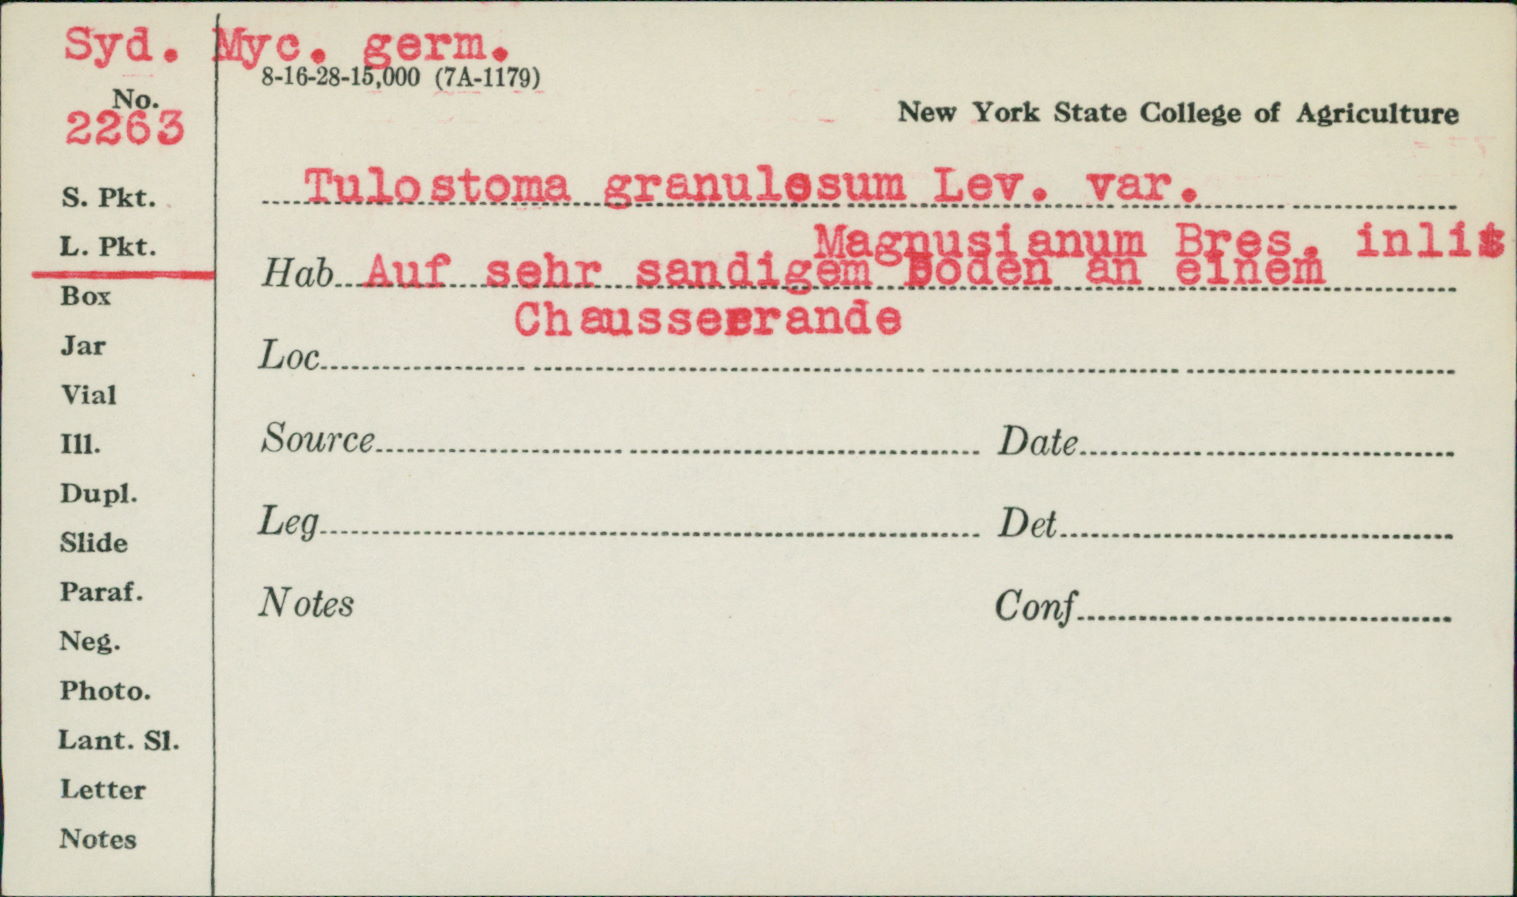 Syd. Myc. germ.
8-16-28-15,000 (7A-1179)
No.
2263
New York State College of Agriculture
S. Pkt.
Tulostoma granulosum Lev. var.
Magnusianum Bres. inlit
L. Pkt.
Hab. Auf sehr sandigem Boden an einem
Chausseerande
Box
Jar
Loc.
Vial
Ill.
Source
Date
Dupl.
Slide
Leg
Det
Paraf.
Notes
Conf
Neg.
Photo.
Lant. Sl.
Letter
Notes